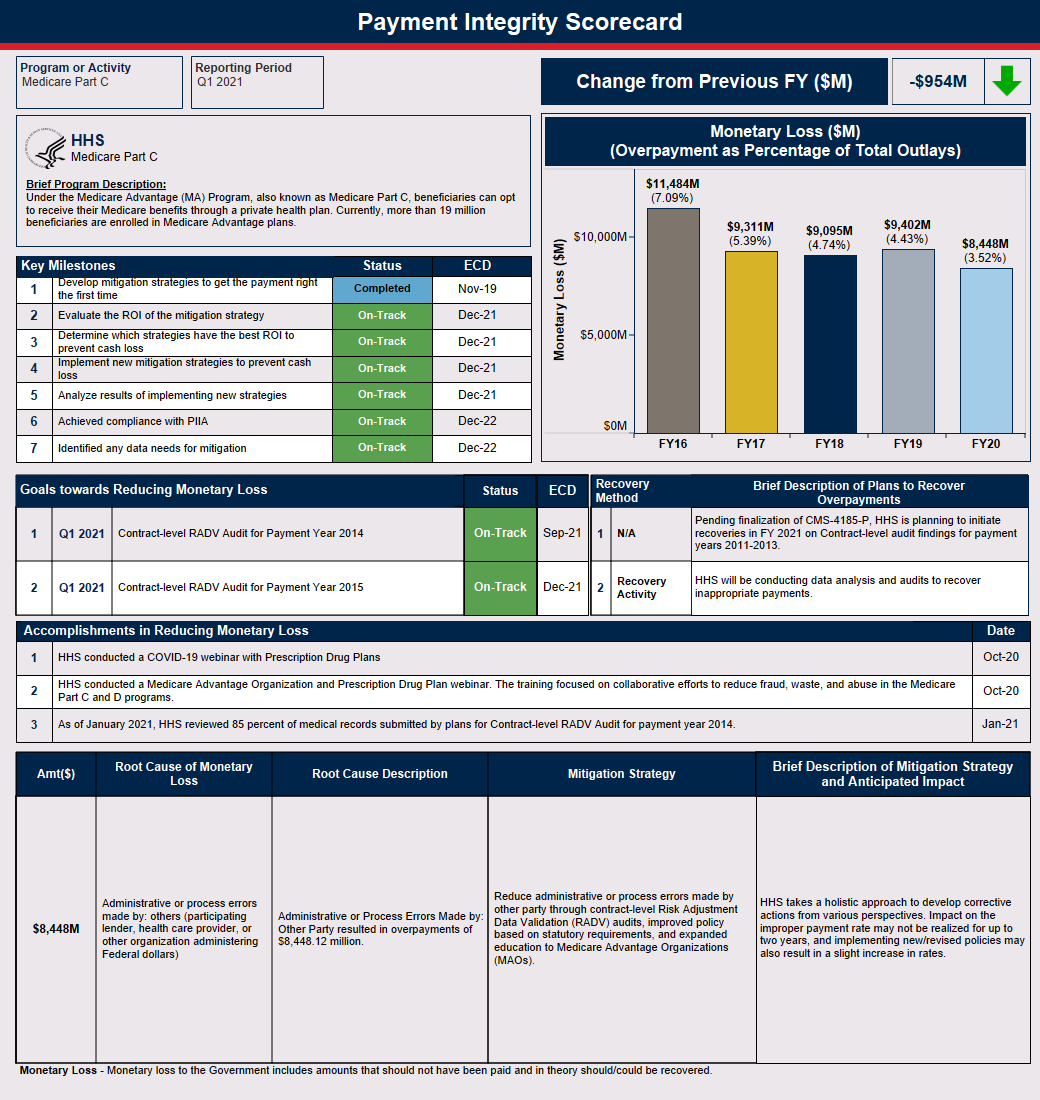 Payment Integrity Scorecard
Program or Activity
Medicare Part C
Reporting Period
Q1 2021
Change from Previous FY ($M)
-$954M
HHS
Medicare Part C
Brief Program Description:
Under the Medicare Advantage (MA) Program, also known as Medicare Part C, beneficiaries can opt
to receive their Medicare benefits through a private health plan. Currently, more than 19 million
beneficiaries are enrolled in Medicare Advantage plans.
Monetary Loss ($M)
(Overpayment as Percentage of Total Outlays)
Monetary Loss ($M)
$10,000M
$5,000M
$0M
$11,484M
(7.09%)
$9,311M
(5.39%)
$9,095M
(4.74%)
$9,402M
(4.43%)
$8,448M
(3.52%)
FY16 FY17 FY18 FY19 FY20
Key Milestones Status ECD
1 Develop mitigation strategies to get the payment right
the first time Completed Nov-19
2 Evaluate the ROI of the mitigation strategy On-Track Dec-21
3 Determine which strategies have the best ROI to
prevent cash loss On-Track Dec-21
4 Implement new mitigation strategies to prevent cash
loss On-Track Dec-21
5 Analyze results of implementing new strategies On-Track Dec-21
6 Achieved compliance with PIIA On-Track Dec-22
7 Identified any data needs for mitigation On-Track Dec-22
Goals towards Reducing Monetary Loss Status ECD
1 Q1 2021 Contract-level RADV Audit for Payment Year 2014 On-Track Sep-21
2 Q1 2021 Contract-level RADV Audit for Payment Year 2015 On-Track Dec-21
Recovery
Method
Brief Description of Plans to Recover
Overpayments
1 N/A
Pending finalization of CMS-4185-P, HHS is planning to initiate
recoveries in FY 2021 on Contract-level audit findings for payment
years 2011-2013.
2 Recovery
Activity
HHS will be conducting data analysis and audits to recover
inappropriate payments.
Accomplishments in Reducing Monetary Loss Date
1 HHS conducted a COVID-19 webinar with Prescription Drug Plans Oct-20
2 HHS conducted a Medicare Advantage Organization and Prescription Drug Plan webinar. The training focused on collaborative efforts to reduce fraud, waste, and abuse in the Medicare
Part C and D programs. Oct-20
3 As of January 2021, HHS reviewed 85 percent of medical records submitted by plans for Contract-level RADV Audit for payment year 2014. Jan-21
Amt($)
Root Cause of Monetary
Loss
Root Cause Description
Mitigation Strategy
Brief Description of Mitigation Strategy
and Anticipated Impact
$8,448M
Administrative or process errors
made by: others (participating
lender, health care provider, or
other organization administering
Federal dollars)
Administrative or Process Errors Made by:
Other Party resulted in overpayments of
$8,448.12 million.
Reduce administrative or process errors made by
other party through contract-level Risk Adjustment
Data Validation (RADV) audits, improved policy
based on statutory requirements, and expanded
education to Medicare Advantage Organizations
(MAOs).
HHS takes a holistic approach to develop corrective
actions from various perspectives. Impact on the
improper payment rate may not be realized for up to
two years, and implementing new/revised policies may
also result in a slight increase in rates.
Monetary Loss - Monetary loss to the Government includes amounts that should not have been paid and in theory should/could be recovered.